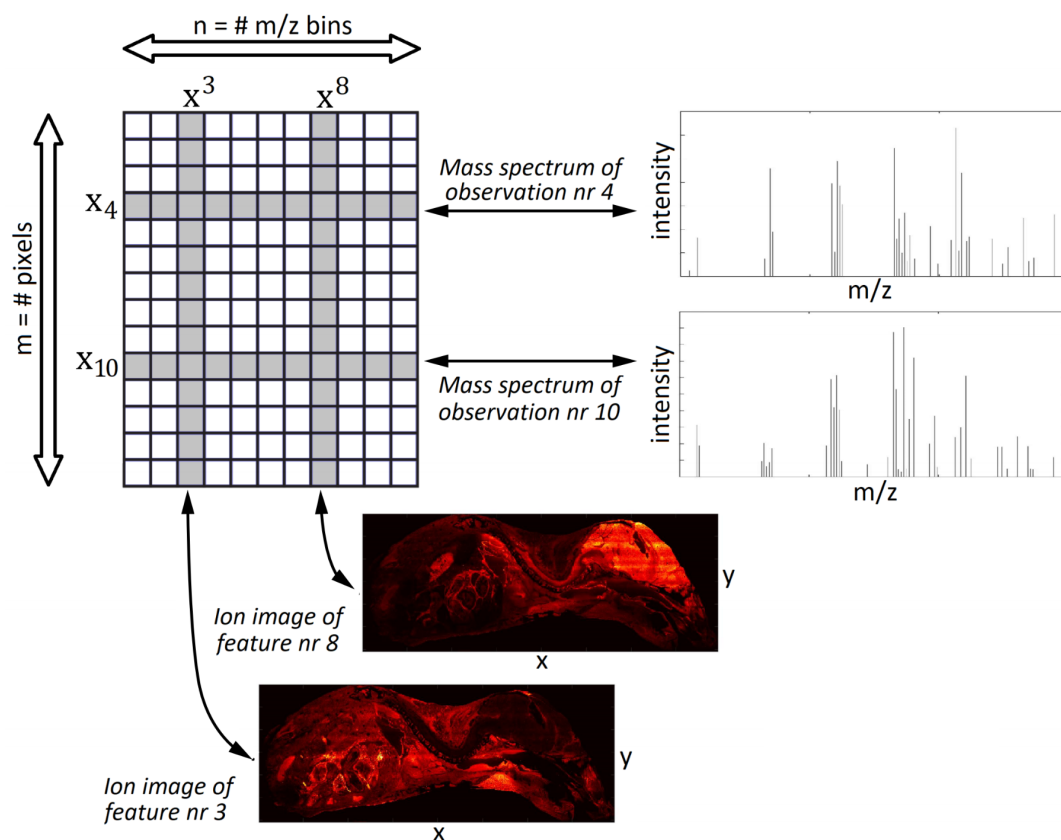 n = # m/z bins
x³ x⁸
m = # pixels
x₄
x₁₀
Mass spectrum of
observation nr 4
intensity
m/z
Mass spectrum of
observation nr 10
intensity
m/z
Ion image of
feature nr 8
y
x
Ion image of
feature nr 3
y
x